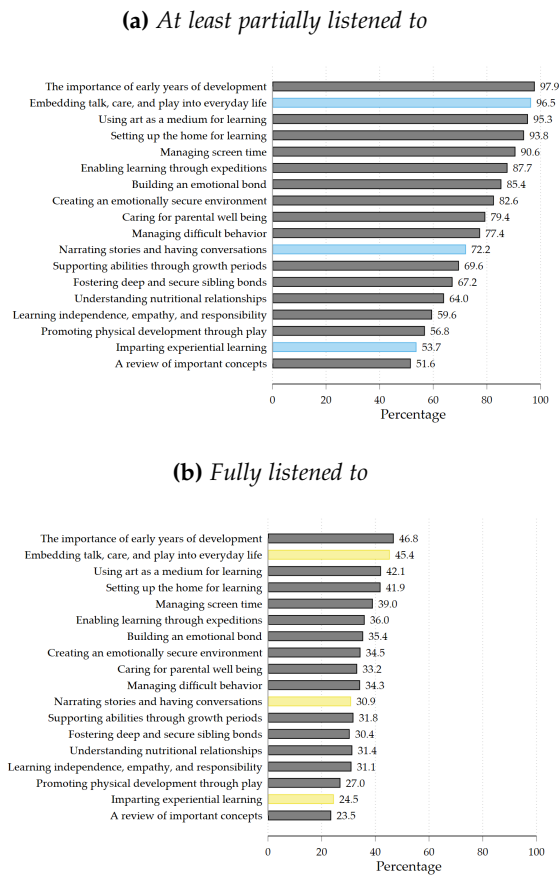 (a) At least partially listened to
The importance of early years of development 97.9
Embedding talk, care, and play into everyday life 96.5
Using art as a medium for learning 95.3
Setting up the home for learning 93.8
Managing screen time 90.6
Enabling learning through expeditions 87.7
Building an emotional bond 85.4
Creating an emotionally secure environment 82.6
Caring for parental well being 79.4
Managing difficult behavior 77.4
Narrating stories and having conversations 72.2
Supporting abilities through growth periods 69.6
Fostering deep and secure sibling bonds 67.2
Understanding nutritional relationships 64.0
Learning independence, empathy, and responsibility 59.6
Promoting physical development through play 56.8
Imparting experiential learning 53.7
A review of important concepts 51.6
0 20 40 60 80 100
Percentage
(b) Fully listened to
The importance of early years of development 46.8
Embedding talk, care, and play into everyday life 45.4
Using art as a medium for learning 42.1
Setting up the home for learning 41.9
Managing screen time 39.0
Enabling learning through expeditions 36.0
Building an emotional bond 35.4
Creating an emotionally secure environment 34.5
Caring for parental well being 33.2
Managing difficult behavior 34.3
Narrating stories and having conversations 30.9
Supporting abilities through growth periods 31.8
Fostering deep and secure sibling bonds 30.4
Understanding nutritional relationships 31.4
Learning independence, empathy, and responsibility 31.1
Promoting physical development through play 27.0
Imparting experiential learning 24.5
A review of important concepts 23.5
0 20 40 60 80 100
Percentage